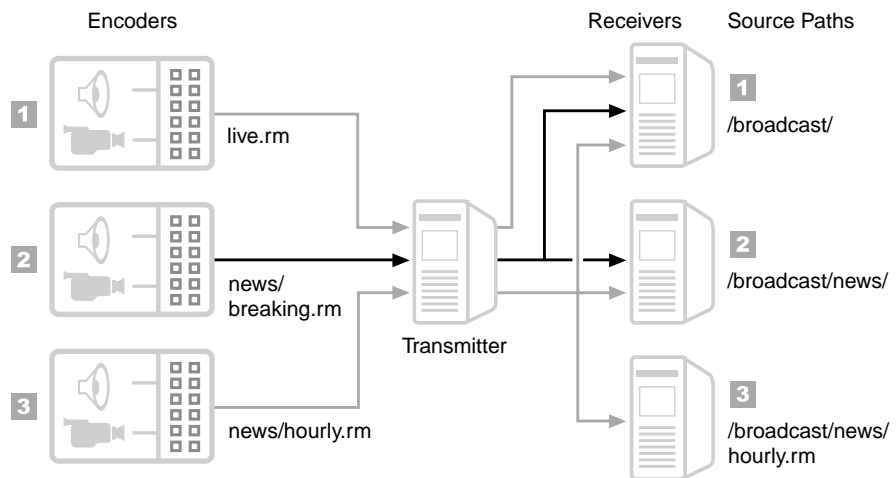 Encoders
Receivers
Source Paths
1
live.rm
1
/broadcast/
2
news/
breaking.rm
Transmitter
2
/broadcast/news/
3
news/hourly.rm
3
/broadcast/news/
hourly.rm